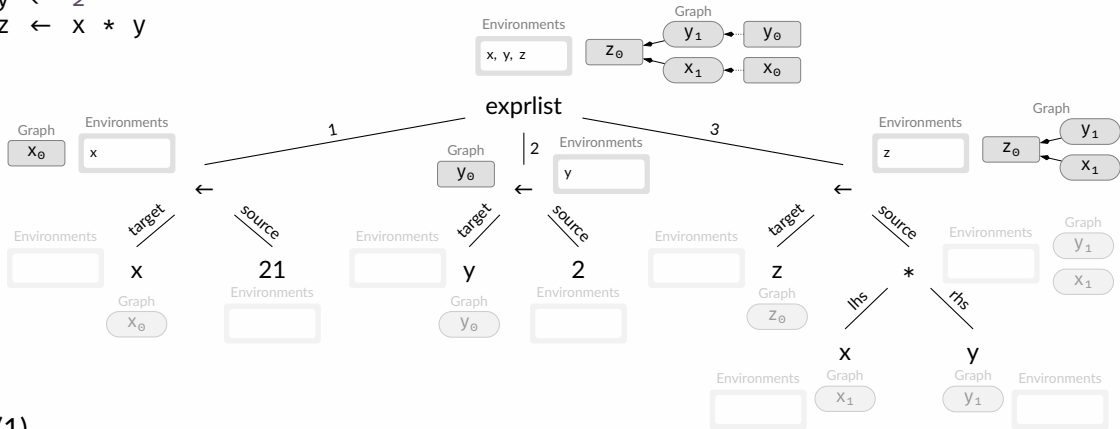 y ← 2
z ← x * y
Environments
x, y, z
Graph
z₀
y₁
y₀
x₁
x₀
exprlist
1
2
3
Graph
x₀
Environments
x
←
Graph
y₀
Environments
y
←
Environments
z
Graph
z₀
y₁
x₁
←
target
source
target
source
target
source
Environments
x
Graph
x₀
21
Environments
Environments
y
Graph
y₀
2
Environments
Environments
z
Graph
z₀
*
Environments
Graph
y₁
x₁
lhs
rhs
x
y
Environments
Graph
x₁
Graph
y₁
Environments
/1)